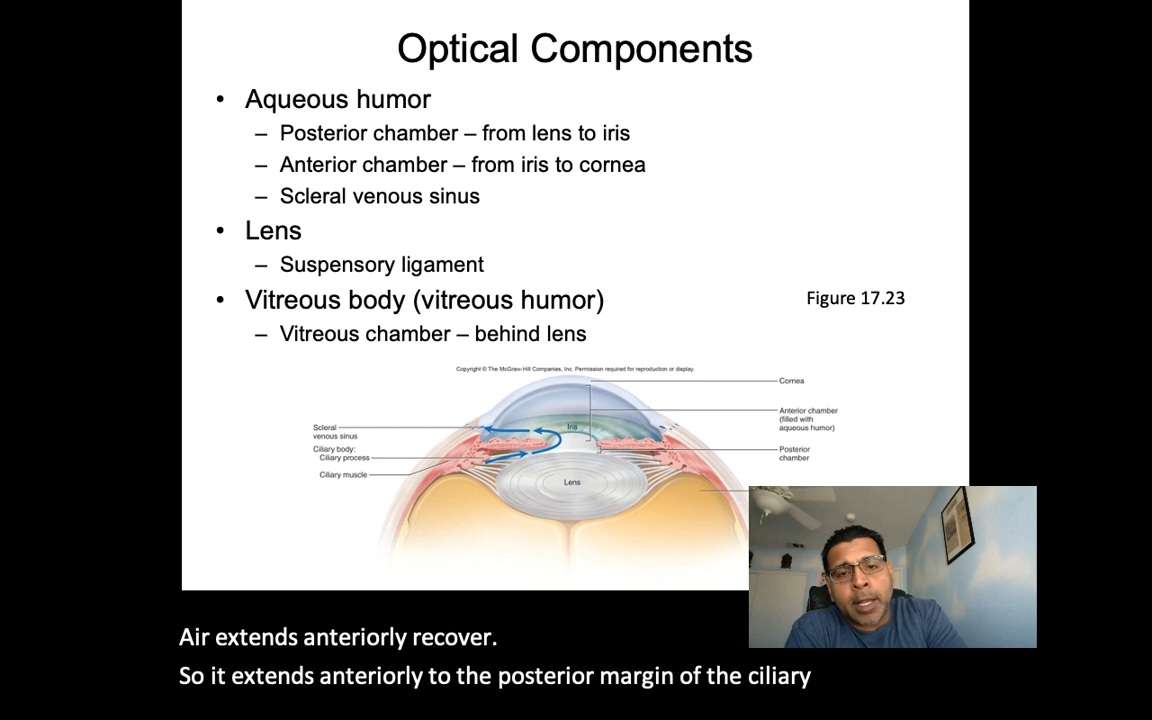 Optical Components
• Aqueous humor
– Posterior chamber – from lens to iris
– Anterior chamber – from iris to cornea
– Scleral venous sinus
• Lens
– Suspensory ligament
• Vitreous body (vitreous humor)
– Vitreous chamber – behind lens
Figure 17.23
Copyright © The McGraw-Hill Companies, Inc. Permission required for reproduction or display.
Cornea
Anterior chamber
(filled with
aqueous humor)
Posterior
chamber
Scleral
venous sinus
Ciliary body:
Ciliary process
Ciliary muscle
Iris
Lens
Air extends anteriorly recover.
So it extends anteriorly to the posterior margin of the ciliary